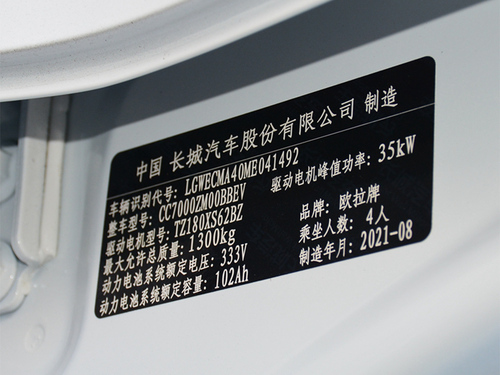 中国 长城汽车股份有限公司 制造
车辆识别代号: LGWECMA40ME041492
整车型号: CC7000ZM00BBEV 驱动电机峰值功率: 35kW
驱动电机型号: TZ180XS62BZ
最大允许总质量: 1300kg 品牌: 欧拉牌
动力电池系统额定电压: 333V 乘坐人数: 4人
动力电池系统额定容量: 102Ah 制造年月: 2021-08